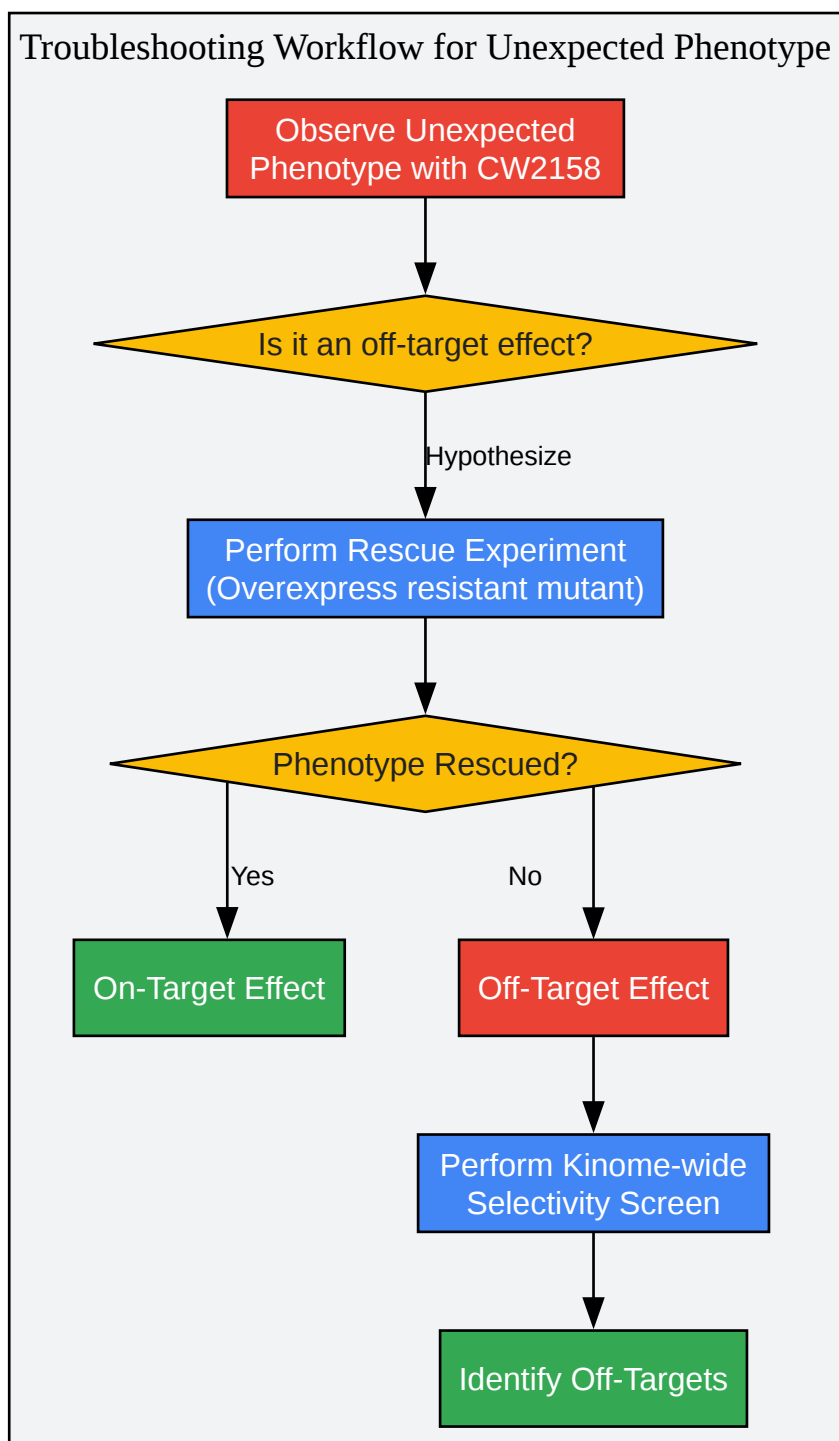 Troubleshooting Workflow for Unexpected Phenotype
Observe Unexpected
Phenotype with CW2158
Is it an off-target effect?
Hypothesize
Perform Rescue Experiment
(Overexpress resistant mutant)
Phenotype Rescued?
Yes
No
On-Target Effect
Off-Target Effect
Perform Kinome-wide
Selectivity Screen
Identify Off-Targets